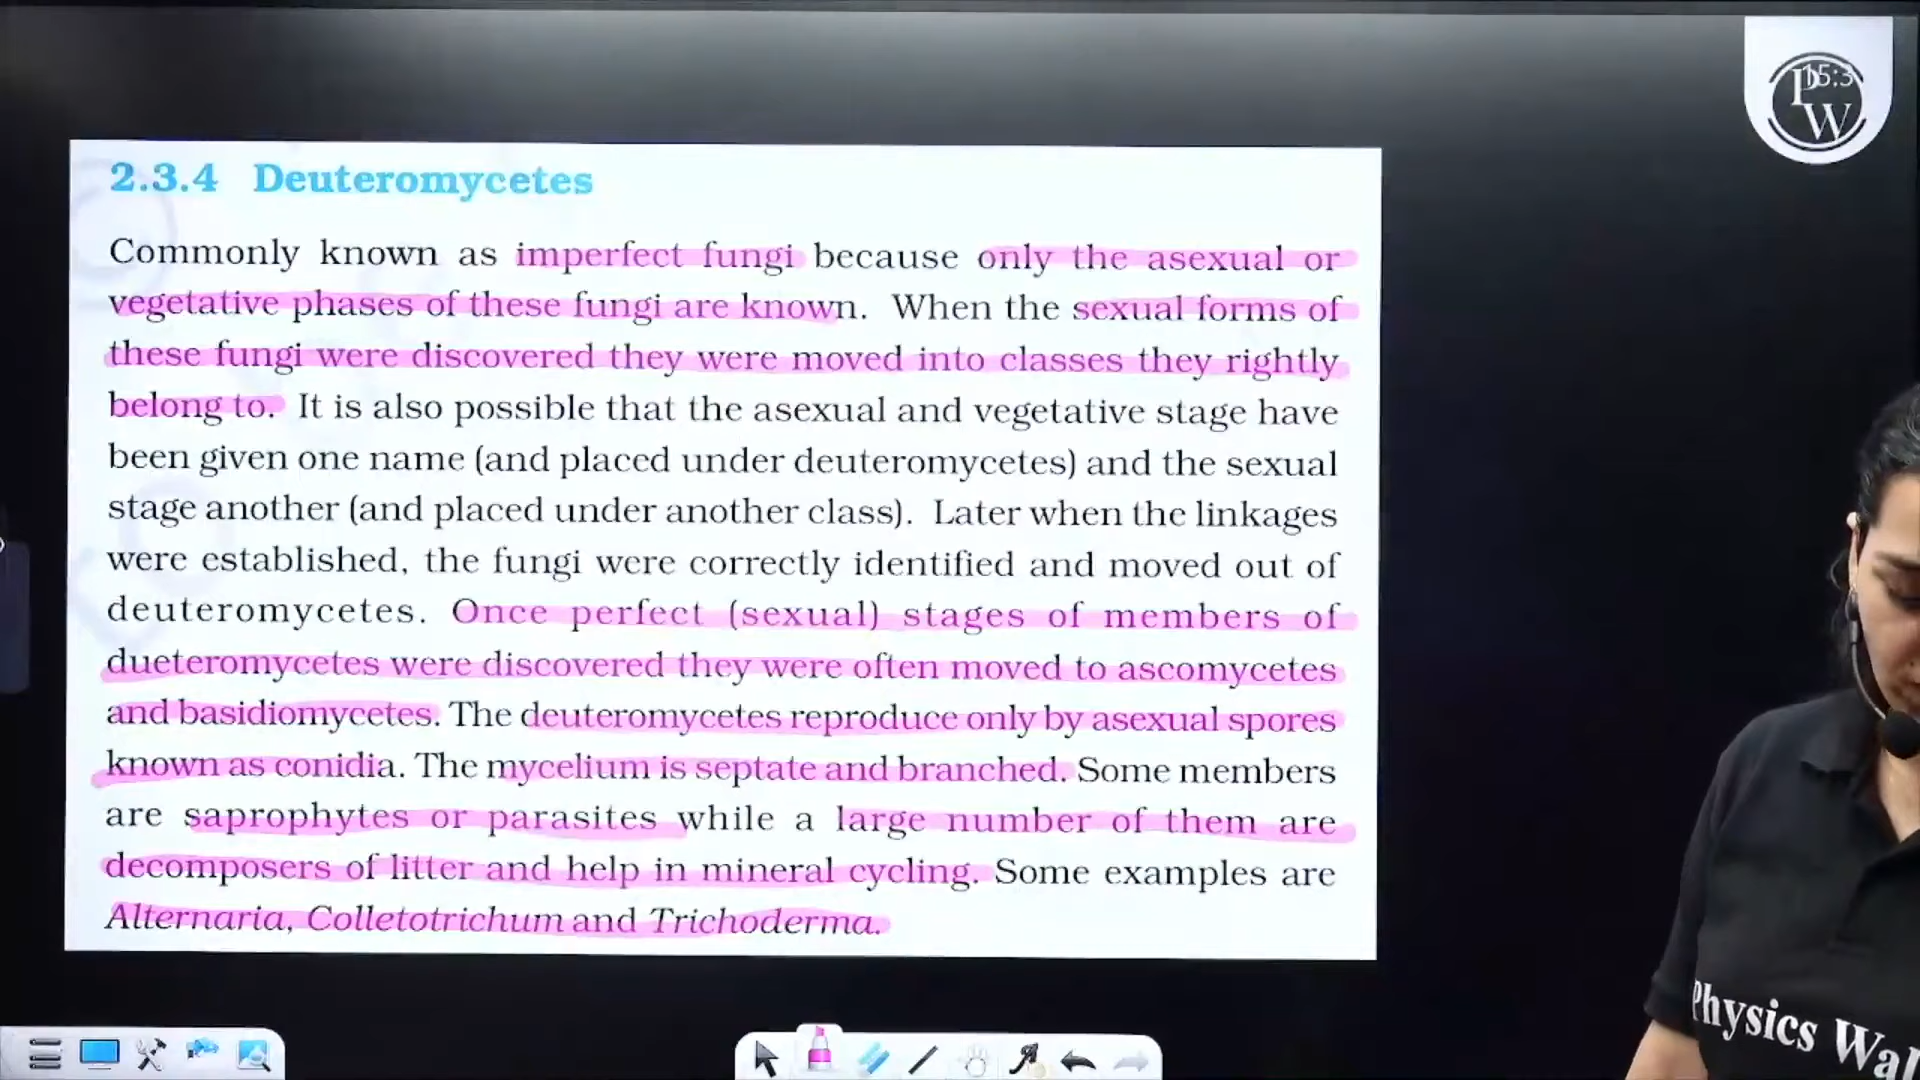 15:3
PW
2.3.4 Deuteromycetes
Commonly known as imperfect fungi because only the asexual or
vegetative phases of these fungi are known. When the sexual forms of
these fungi were discovered they were moved into classes they rightly
belong to. It is also possible that the asexual and vegetative stage have
been given one name (and placed under deuteromycetes) and the sexual
stage another (and placed under another class). Later when the linkages
were established, the fungi were correctly identified and moved out of
deuteromycetes. Once perfect (sexual) stages of members of
dueteromycetes were discovered they were often moved to ascomycetes
and basidiomycetes. The deuteromycetes reproduce only by asexual spores
known as conidia. The mycelium is septate and branched. Some members
are saprophytes or parasites while a large number of them are
decomposers of litter and help in mineral cycling. Some examples are
Alternaria, Colletotrichum and Trichoderma.
Physics Wal